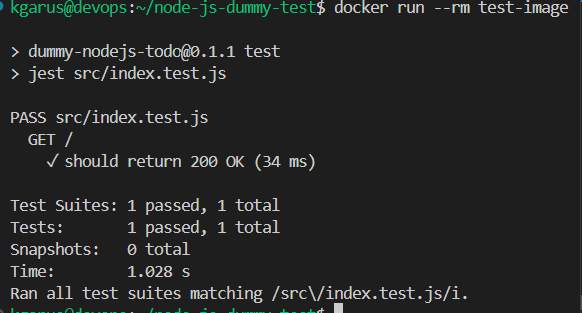 kgarus@devops:~/node-js-dummy-test$ docker run --rm test-image
> dummy-nodejs-todo@0.1.1 test
> jest src/index.test.js
PASS src/index.test.js
GET /
✓ should return 200 OK (34 ms)
Test Suites: 1 passed, 1 total
Tests: 1 passed, 1 total
Snapshots: 0 total
Time: 1.028 s
Ran all test suites matching /src\/index.test.js/i.
kgarus@devops:~/node-js-dummy-test$